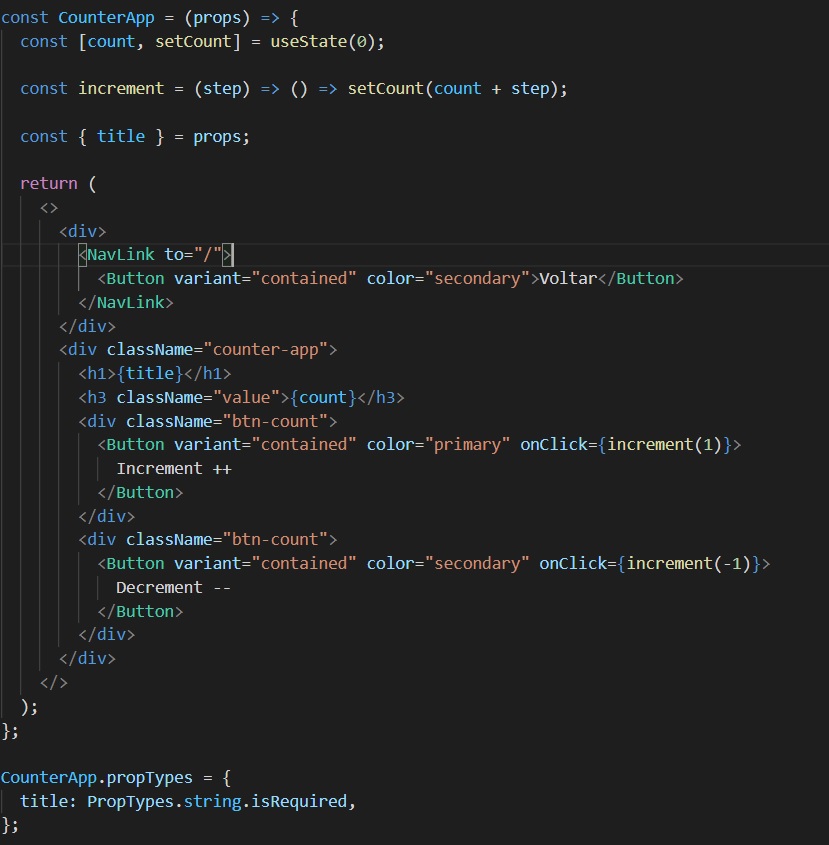 const CounterApp = (props) => {
  const [count, setCount] = useState(0);

  const increment = (step) => () => setCount(count + step);

  const { title } = props;

  return (
    <>
      <div>
        <NavLink to="/">
          <Button variant="contained" color="secondary">Voltar</Button>
        </NavLink>
      </div>
      <div className="counter-app">
        <h1>{title}</h1>
        <h3 className="value">{count}</h3>
        <div className="btn-count">
          <Button variant="contained" color="primary" onClick={increment(1)}>
            Increment ++
          </Button>
        </div>
        <div className="btn-count">
          <Button variant="contained" color="secondary" onClick={increment(-1)}>
            Decrement --
          </Button>
        </div>
      </div>
    </>
  );
};

CounterApp.propTypes = {
  title: PropTypes.string.isRequired,
};